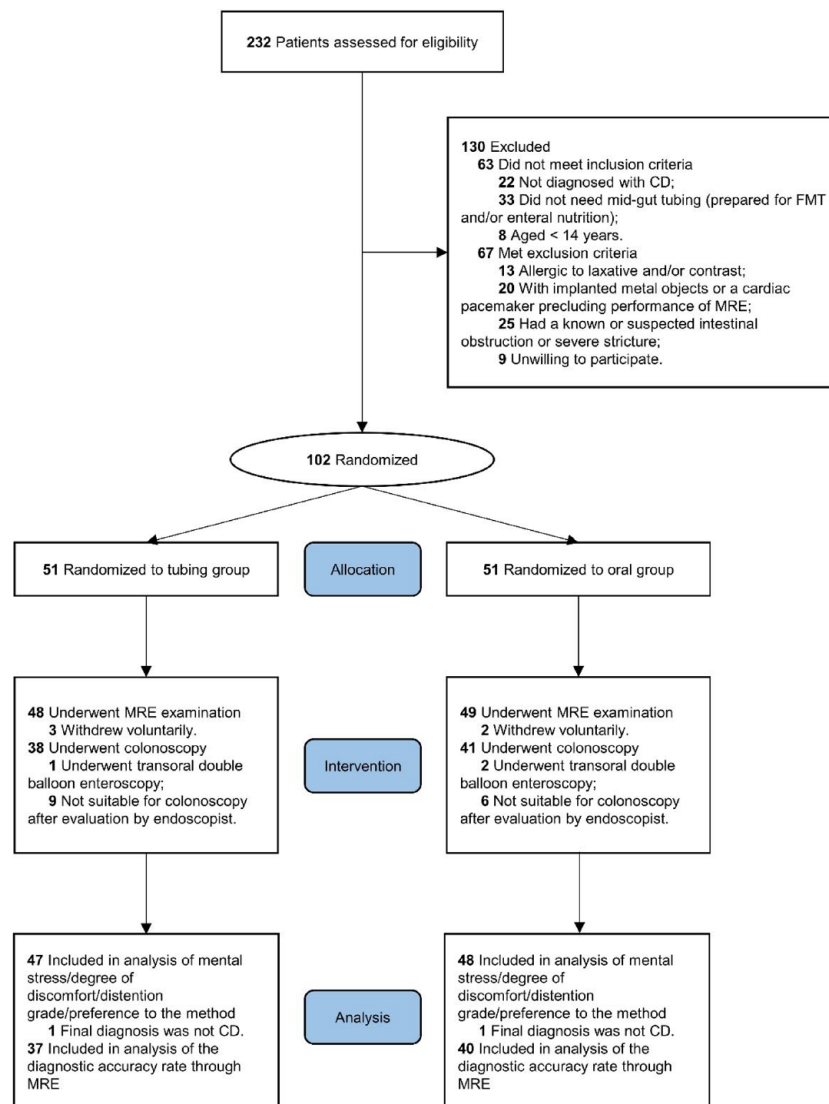 232 Patients assessed for eligibility
130 Excluded
63 Did not meet inclusion criteria
22 Not diagnosed with CD;
33 Did not need mid-gut tubing (prepared for FMT
and/or enteral nutrition);
8 Aged < 14 years.
67 Met exclusion criteria
13 Allergic to laxative and/or contrast;
20 With implanted metal objects or a cardiac
pacemaker precluding performance of MRE;
25 Had a known or suspected intestinal
obstruction or severe stricture;
9 Unwilling to participate.
102 Randomized
51 Randomized to tubing group
Allocation
51 Randomized to oral group
48 Underwent MRE examination
3 Withdrew voluntarily.
38 Underwent colonoscopy
1 Underwent transoral double
balloon enteroscopy;
9 Not suitable for colonoscopy
after evaluation by endoscopist.
Intervention
49 Underwent MRE examination
2 Withdrew voluntarily.
41 Underwent colonoscopy
2 Underwent transoral double
balloon enteroscopy;
6 Not suitable for colonoscopy
after evaluation by endoscopist.
47 Included in analysis of mental
stress/degree of
discomfort/distention
grade/preference to the method
1 Final diagnosis was not CD.
37 Included in analysis of the
diagnostic accuracy rate through
MRE
Analysis
48 Included in analysis of mental
stress/degree of
discomfort/distention
grade/preference to the method
1 Final diagnosis was not CD.
40 Included in analysis of the
diagnostic accuracy rate through
MRE